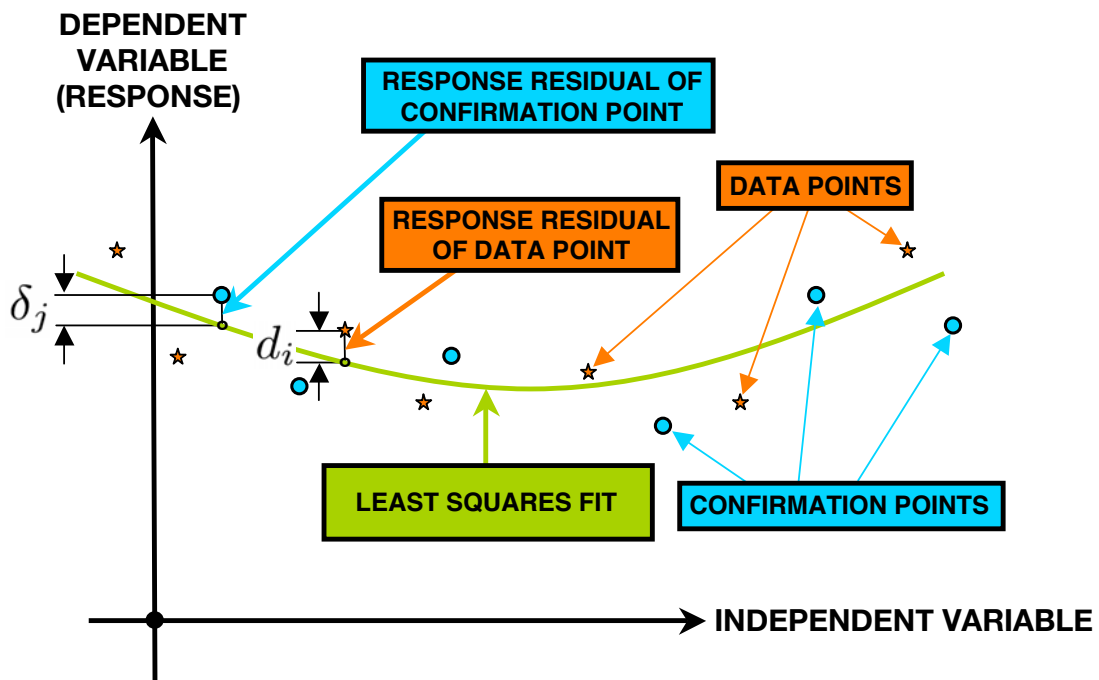 DEPENDENT
VARIABLE
(RESPONSE)
RESPONSE RESIDUAL OF
CONFIRMATION POINT
DATA POINTS
RESPONSE RESIDUAL
OF DATA POINT
δj
di
LEAST SQUARES FIT
CONFIRMATION POINTS
INDEPENDENT VARIABLE